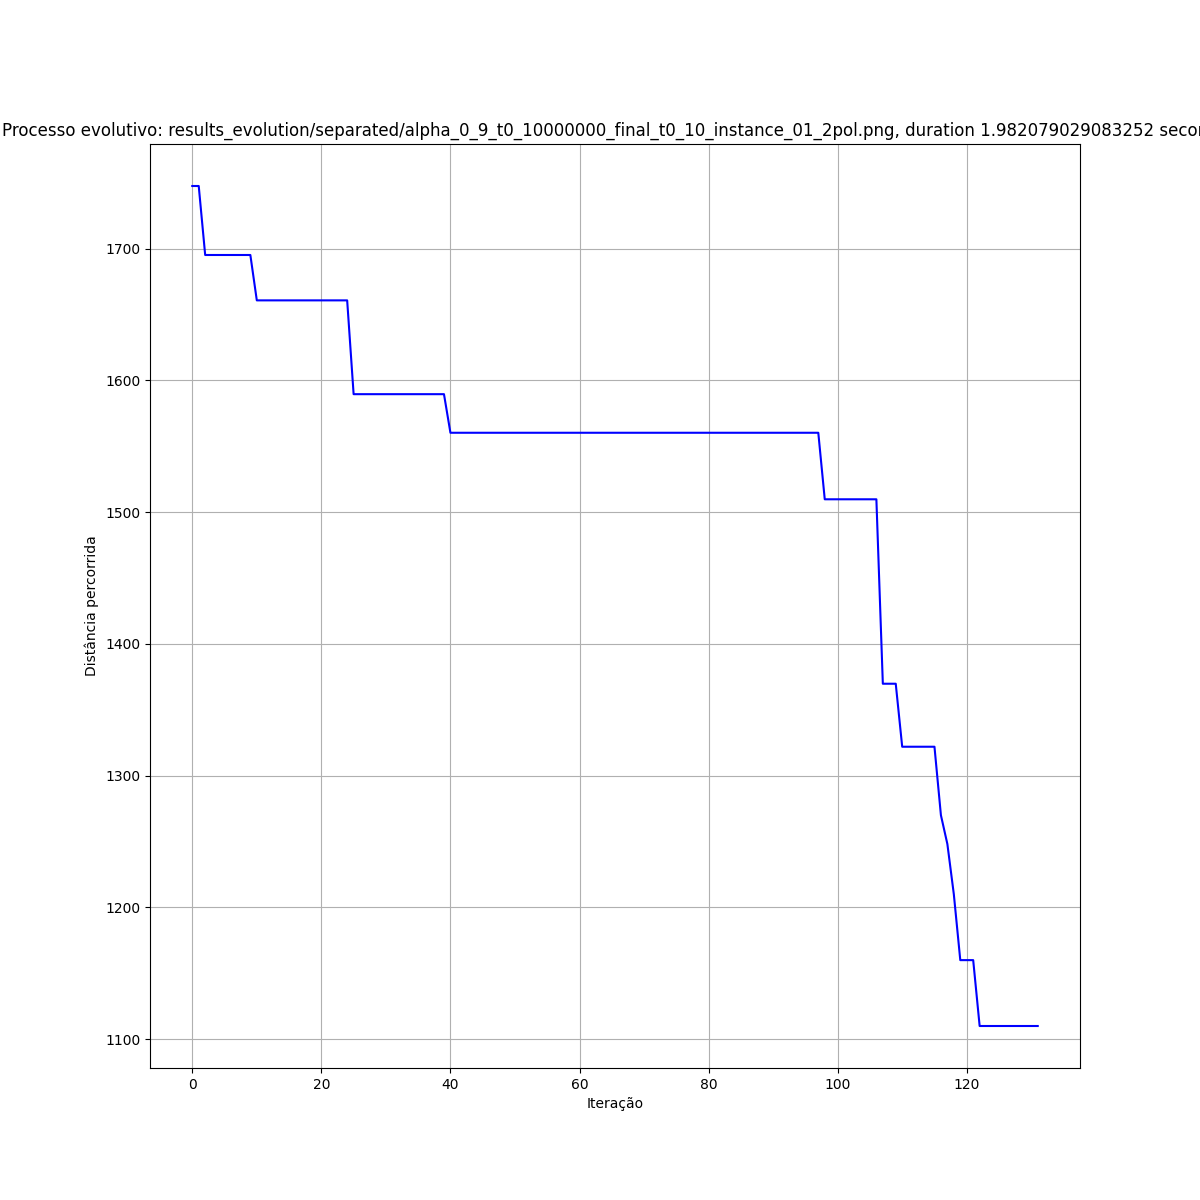 Processo evolutivo: results_evolution/separated/alpha_0_9_t0_10000000_final_t0_10_instance_01_2pol.png, duration 1.982079029083252
1700
1600
1500
1400
1300
1200
1100
Distância percorrida
0 20 40 60 80 100 120
Iteração